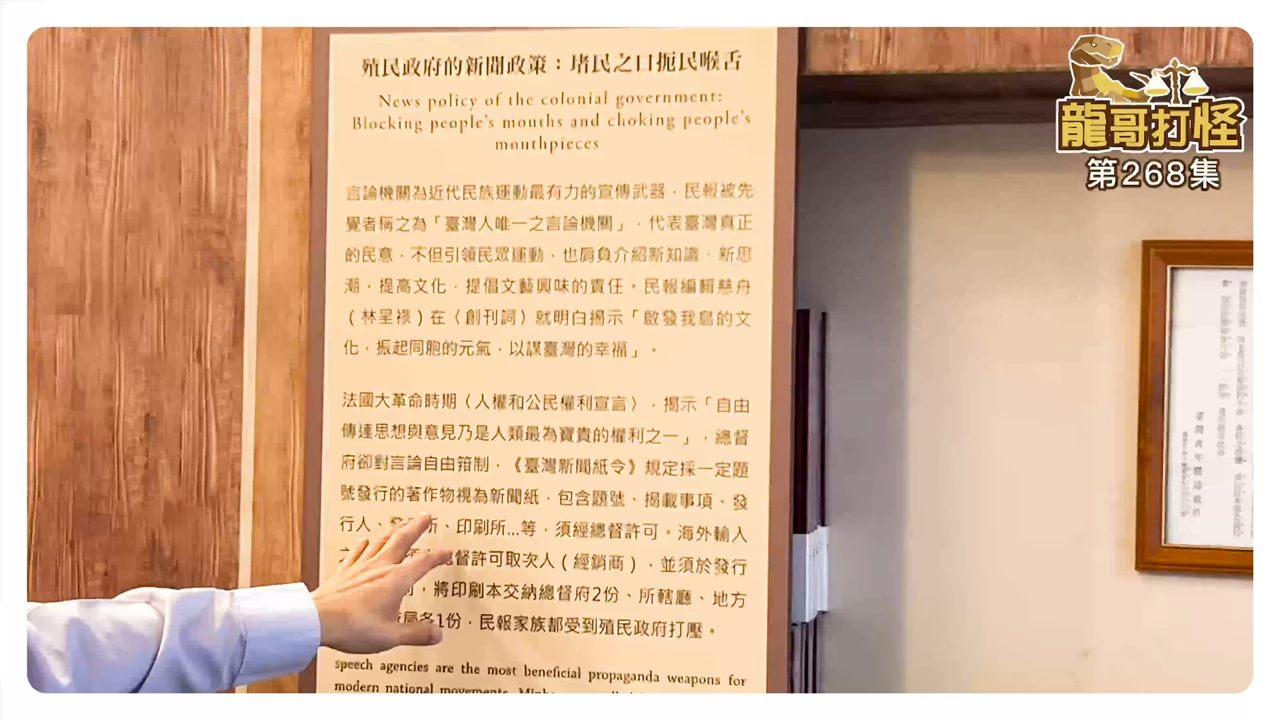 殖民政府的新聞政策：堵民之口扼民喉舌
News policy of the colonial government:
Blocking people's mouths and choking people's
mouthpieces
言論機關為近代民族運動最有力的宣傳武器，民報被先
覺者稱之為「臺灣人唯一之言論機關」，代表臺灣真正
的民意，不但引領民眾運動，也肩負介紹新知識、新思
潮，提高文化，提倡文藝興味的責任。民報編輯慈舟
（林呈祿）在〈創刊詞〉就明白揭示「啟發我島的文
化，振起同胞的元氣，以謀臺灣的幸福」。
法國大革命時期〈人權和公民權利宣言〉，揭示「自由
傳達思想與意見乃是人類最為寶貴的權利之一」，總督
府卻對言論自由箝制，《臺灣新聞紙令》規定採一定題
號發行的著作物視為新聞紙，包含題號、揭載事項、發
行人、所、印刷所...等，須經總督許可。海外輸入
總督許可取次人（經銷商），並須於發行
，將印刷本交納總督府2份、所轄廳、地方
局各1份，民報家族都受到殖民政府打壓。
speech agencies are the most beneficial propaganda weapons for
modern national movements.
龍哥打怪
第268集